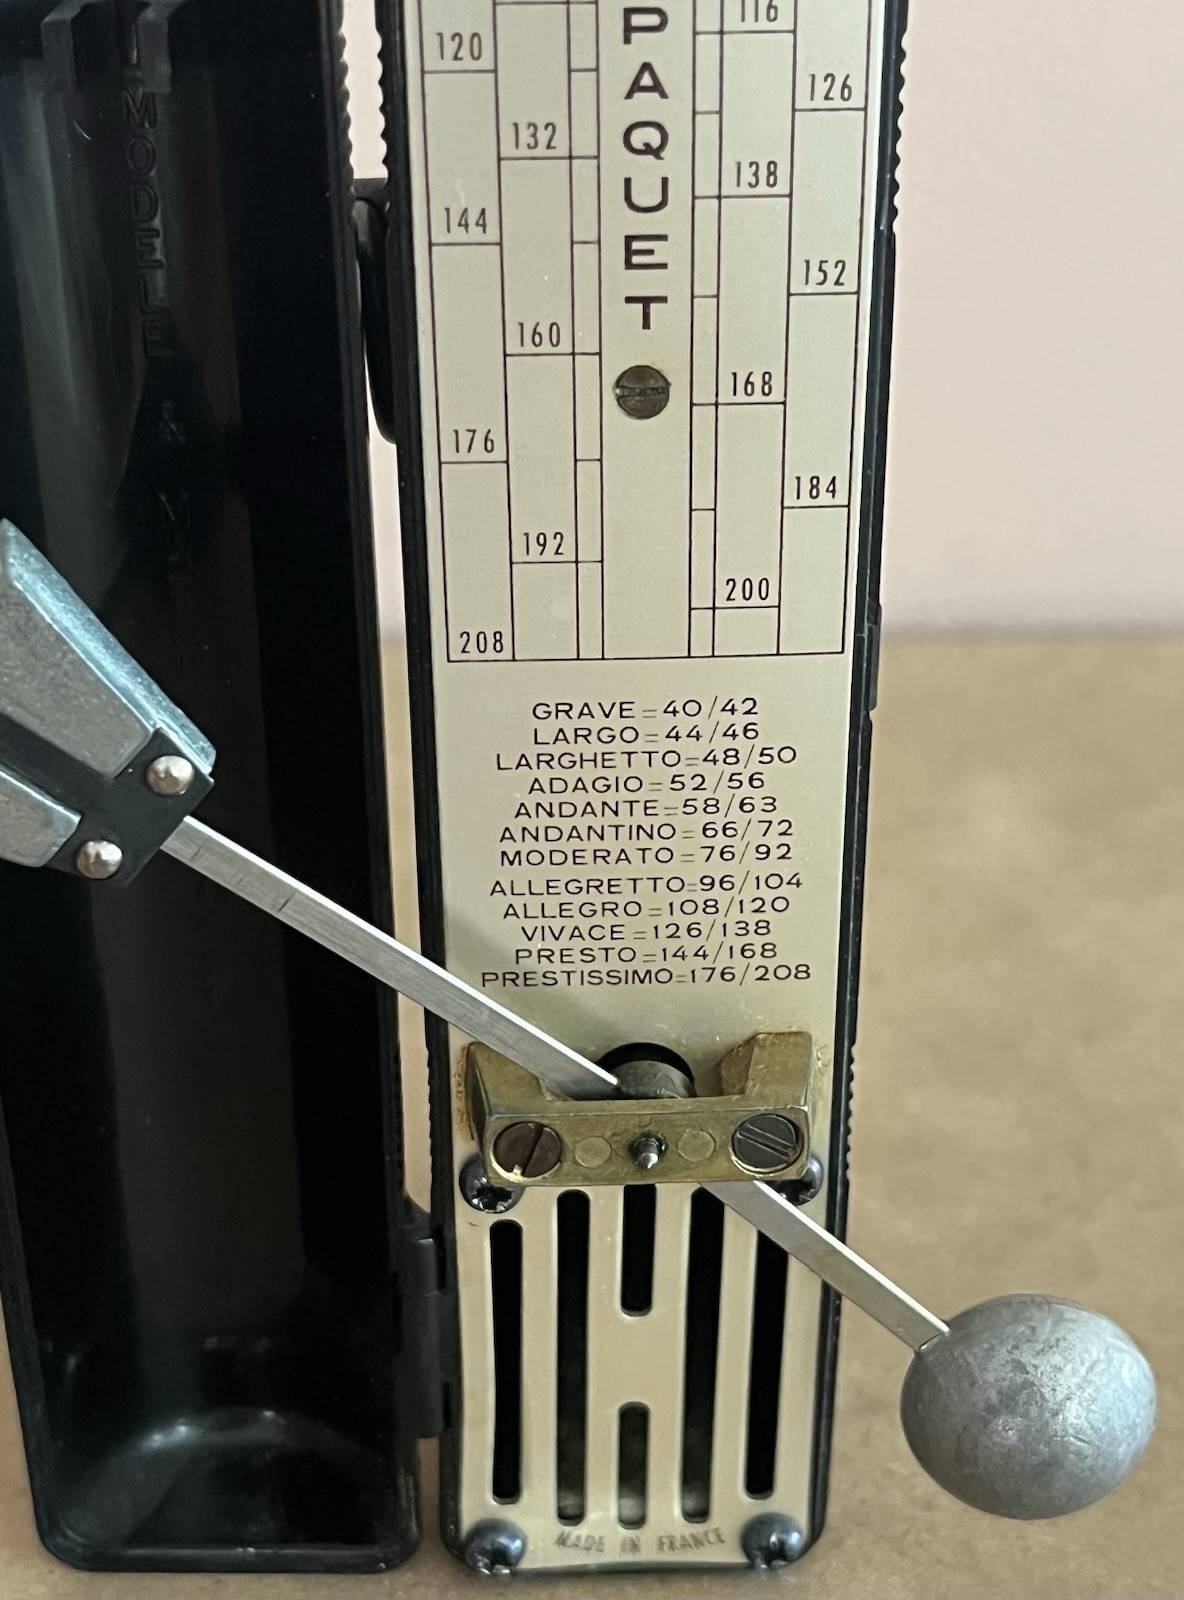 MODELE & 
PAQUET
116
120
126
132
138
144
152
160
168
176
184
192
200
208
GRAVE=40/42
LARGO=44/46
LARGHETTO=48/50
ADAGIO=52/56
ANDANTE=58/63
ANDANTINO=66/72
MODERATO=76/92
ALLEGRETTO=96/104
ALLEGRO=108/120
VIVACE=126/138
PRESTO=144/168
PRESTISSIMO=176/208
MADE IN FRANCE